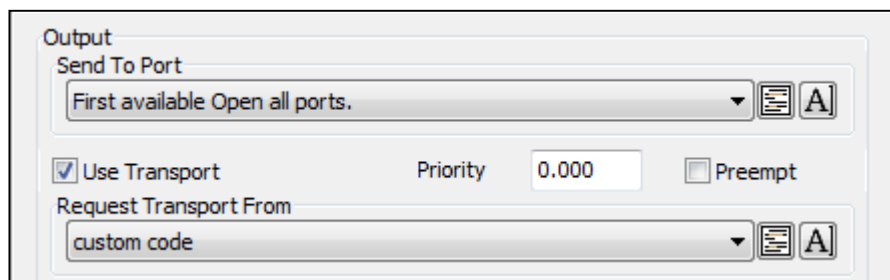 Output
Send To Port
First available Open all ports.
A]
Use Transport Priority 0.000 Preempt
Request Transport From
custom code
A]